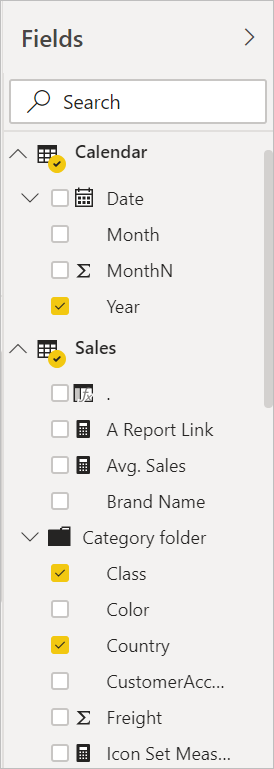 Fields
Search
Calendar
Date
Month
Σ MonthN
Year
Sales
.
A Report Link
Avg. Sales
Brand Name
Category folder
Class
Color
Country
CustomerAcc...
Σ Freight
Icon Set Meas...